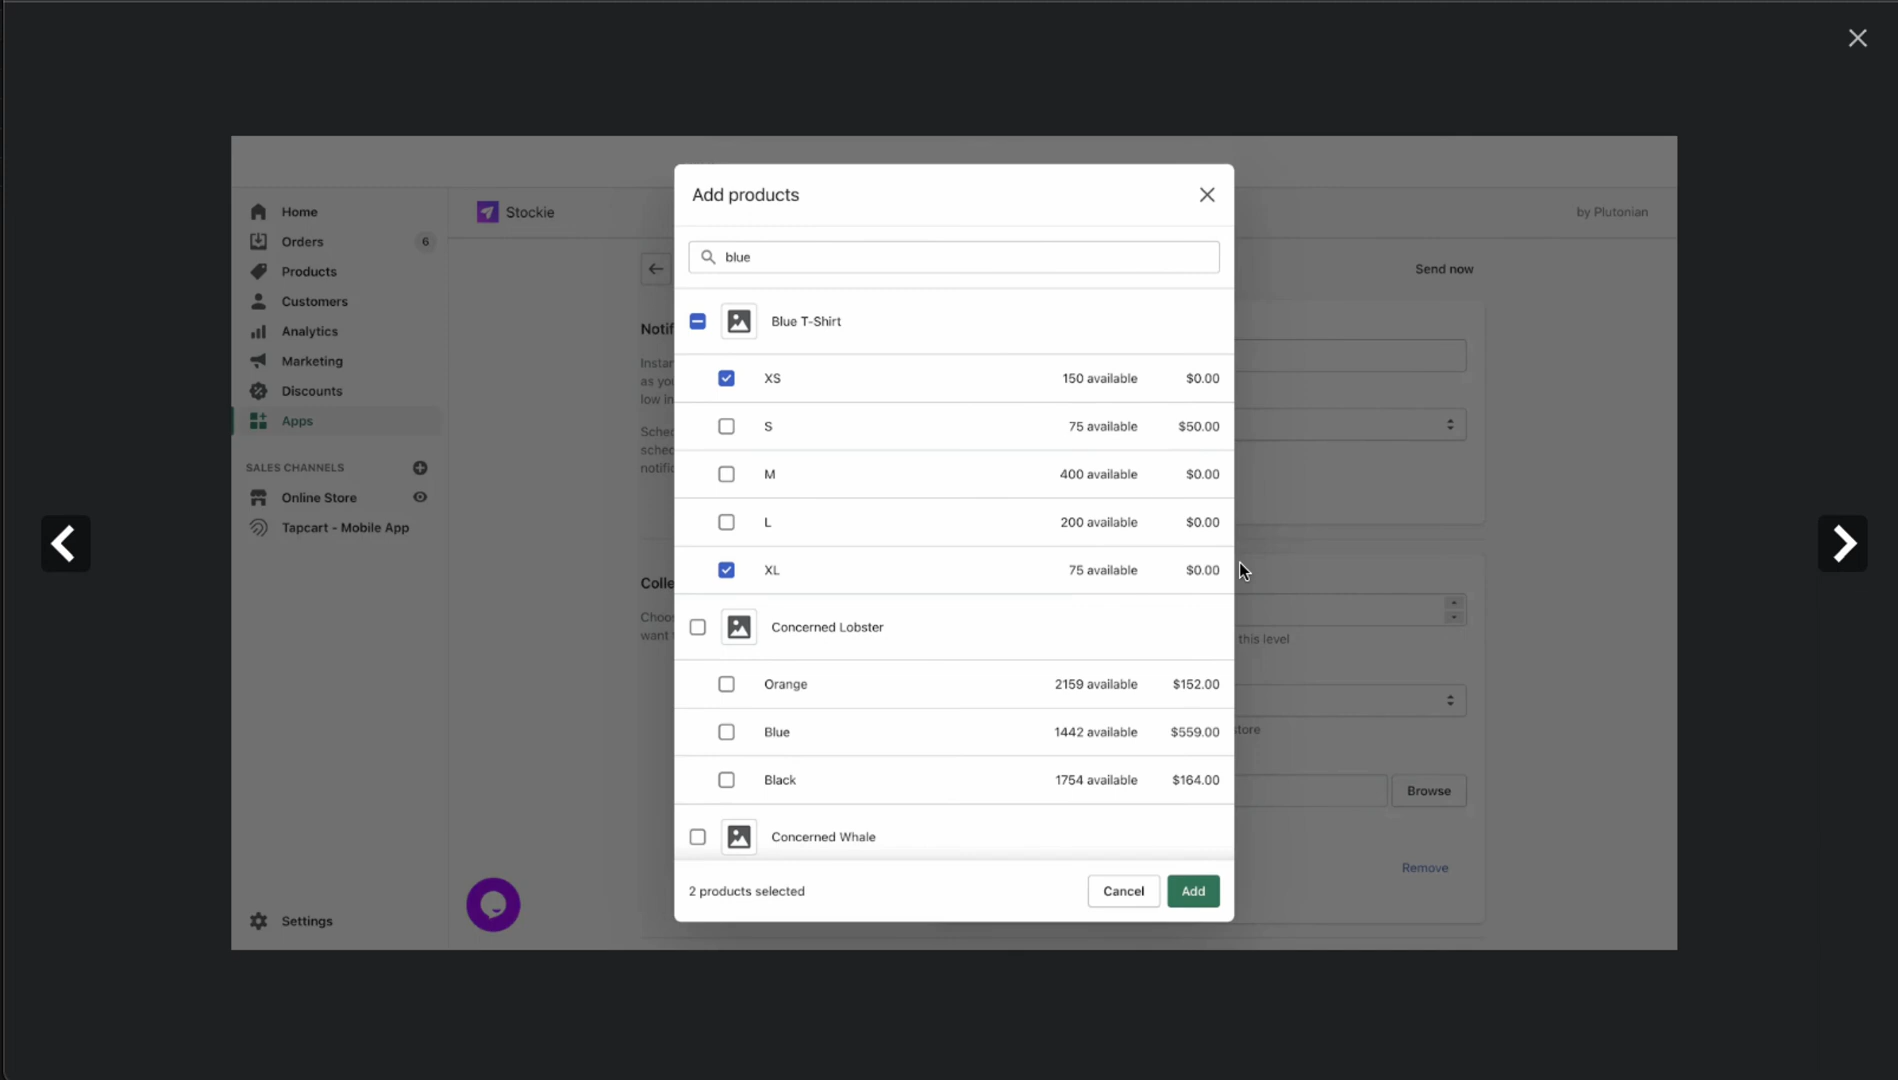 Home
Orders 6
Products
Customers
Analytics
Marketing
Discounts
Apps
SALES CHANNELS
Online Store
Tapcart - Mobile App
Settings
Stockie
by Plutonian
Send now
this level
Browse
Remove
Add products
blue
Blue T-Shirt
XS 150 available $0.00
S 75 available $50.00
M 400 available $0.00
L 200 available $0.00
XL 75 available $0.00
Concerned Lobster
Orange 2159 available $152.00
Blue 1442 available $559.00
Black 1754 available $164.00
Concerned Whale
2 products selected
Cancel
Add